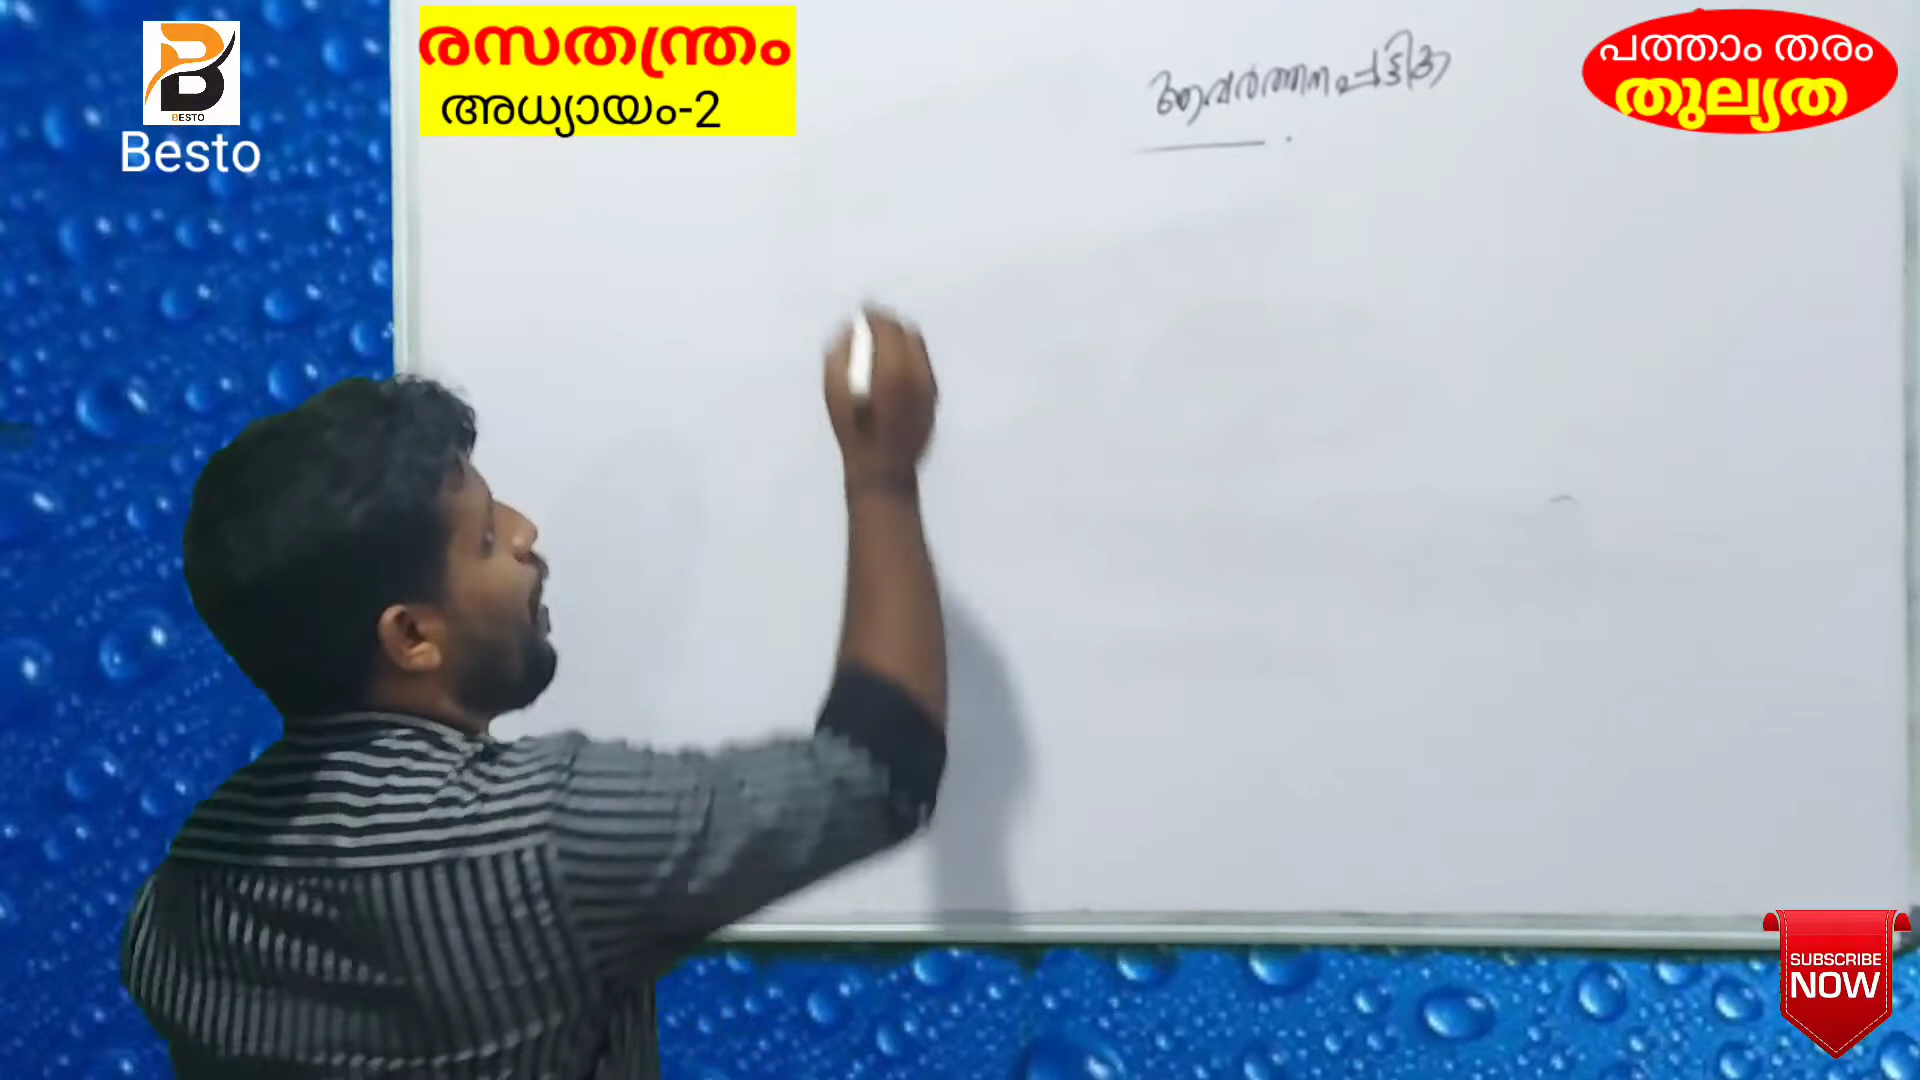 BESTO
Besto
രസതന്ത്രം
അധ്യായം-2
ആവർത്തനപ്പട്ടിക
പത്താം തരം
തുല്യത
SUBSCRIBE
NOW